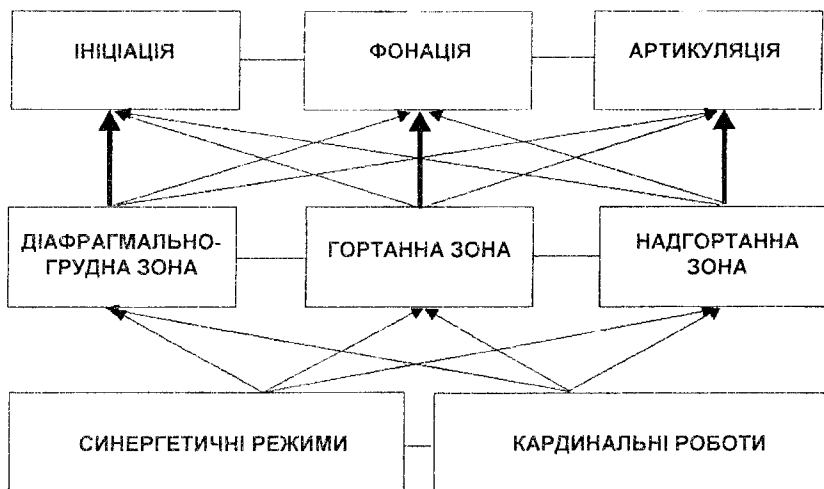 ІНІЦІАЦІЯ
ФОНАЦІЯ
АРТИКУЛЯЦІЯ
ДІАФРАГМАЛЬНО-
ГРУДНА ЗОНА
ГОРТАННА ЗОНА
НАДГОРТАННА
ЗОНА
СИНЕРГЕТИЧНІ РЕЖИМИ
КАРДИНАЛЬНІ РОБОТИ